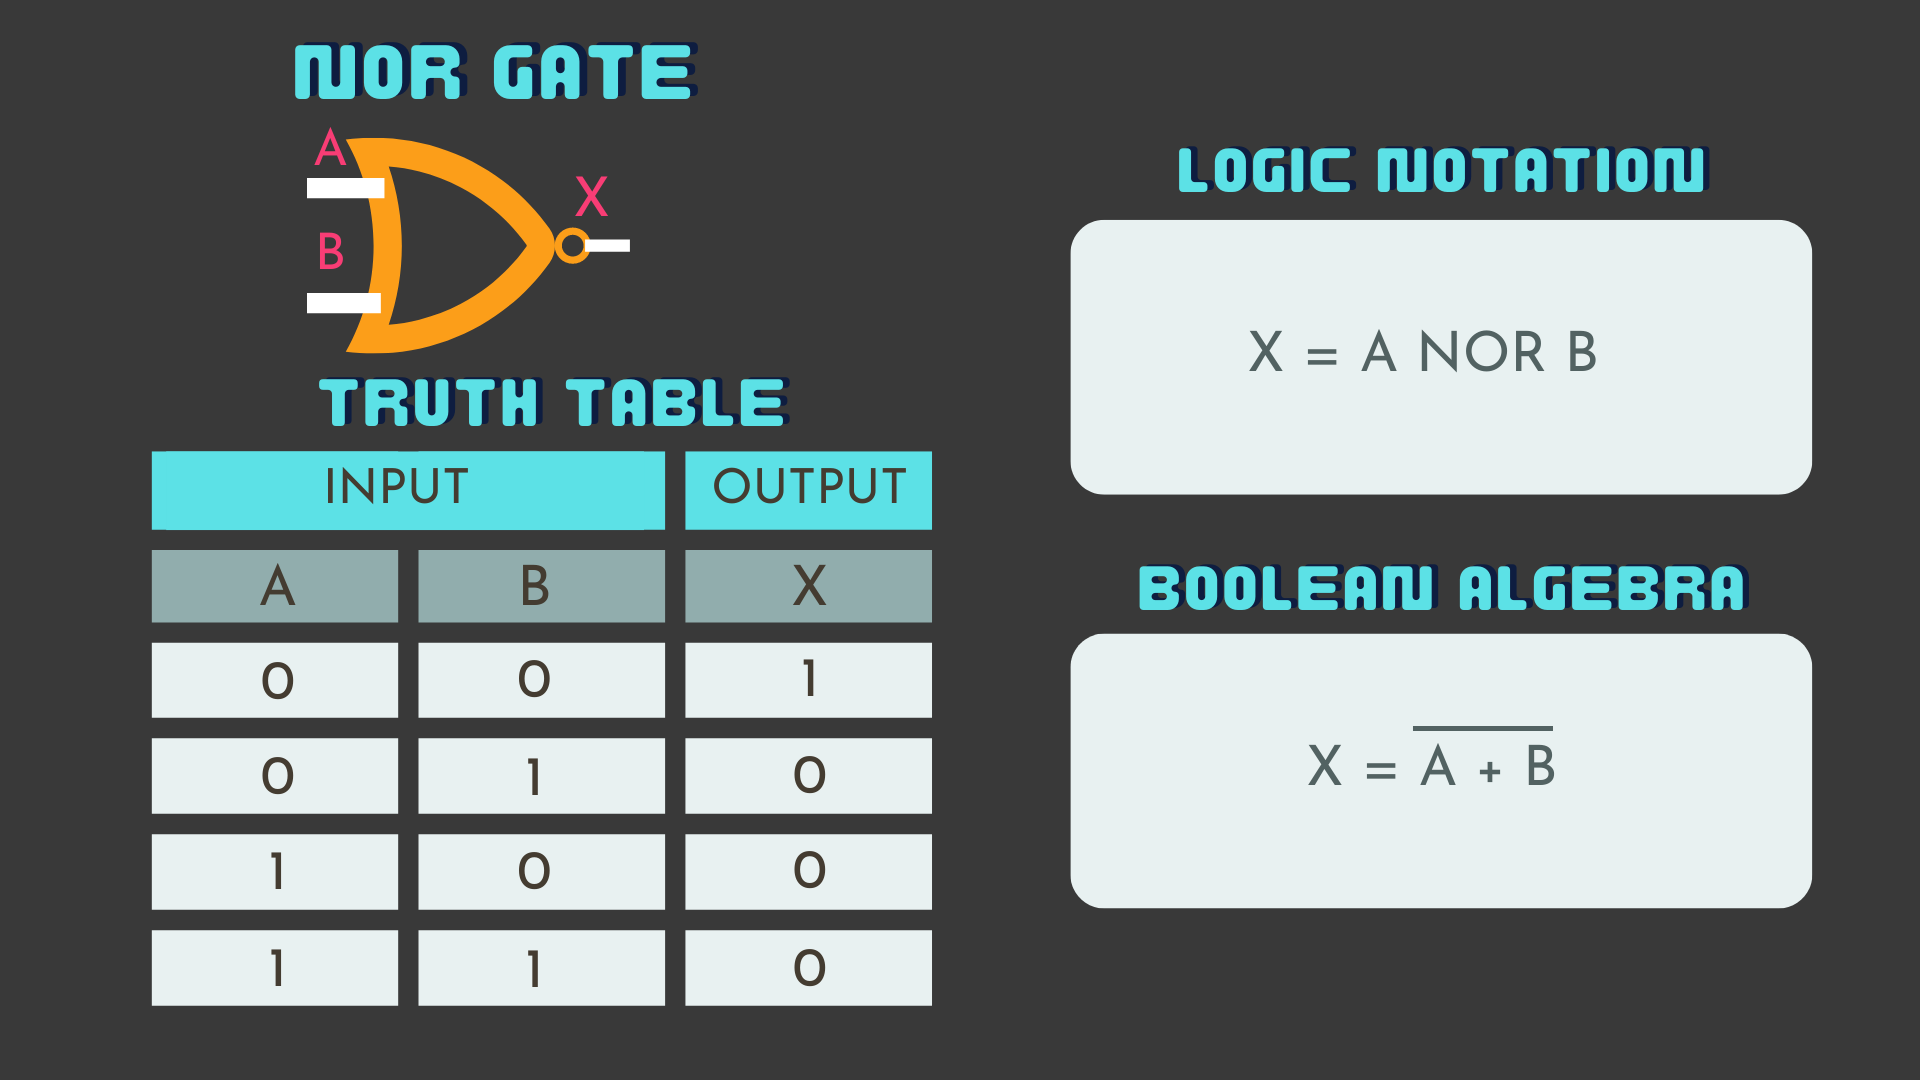 NOR GATE
A
X
B
TRUTH TABLE
INPUT OUTPUT
A B X
0 0 1
0 1 0
1 0 0
1 1 0
LOGIC NOTATION
X = A NOR B
BOOLEAN ALGEBRA
X = A̅ ̅+̅ ̅B̅